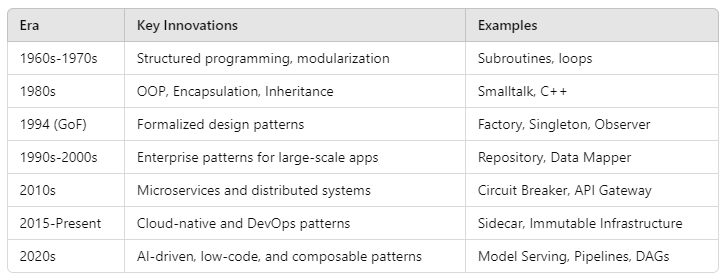 Era Key Innovations Examples
1960s-1970s Structured programming, modularization Subroutines, loops
1980s OOP, Encapsulation, Inheritance Smalltalk, C++
1994 (GoF) Formalized design patterns Factory, Singleton, Observer
1990s-2000s Enterprise patterns for large-scale apps Repository, Data Mapper
2010s Microservices and distributed systems Circuit Breaker, API Gateway
2015-Present Cloud-native and DevOps patterns Sidecar, Immutable Infrastructure
2020s AI-driven, low-code, and composable patterns Model Serving, Pipelines, DAGs